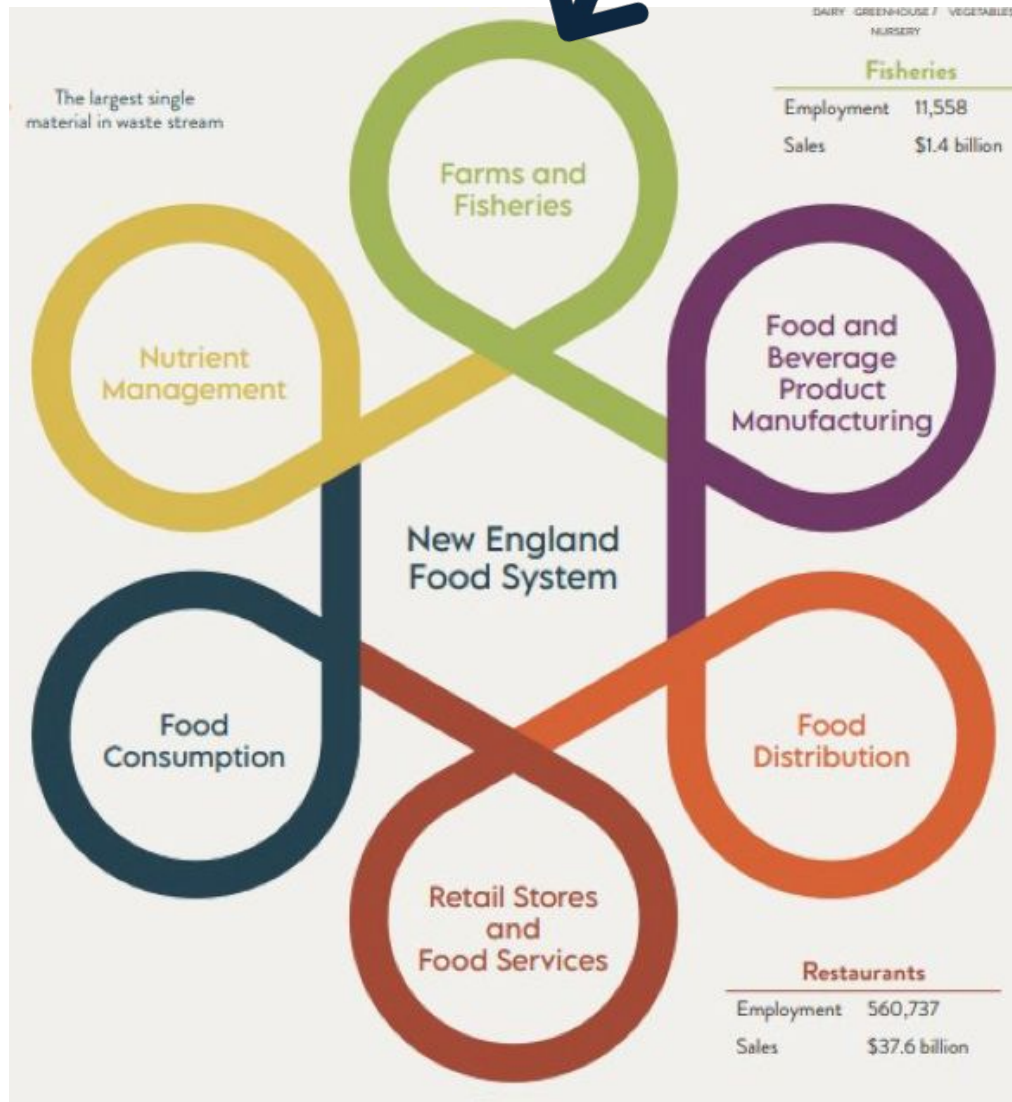 DAIRY GREENHOUSE / VEGETABLES
NURSERY
Fisheries
Employment 11,558
Sales $1.4 billion
The largest single
material in waste stream
Farms and
Fisheries
Nutrient
Management
Food and
Beverage
Product
Manufacturing
New England
Food System
Food
Consumption
Food
Distribution
Retail Stores
and
Food Services
Restaurants
Employment 560,737
Sales $37.6 billion